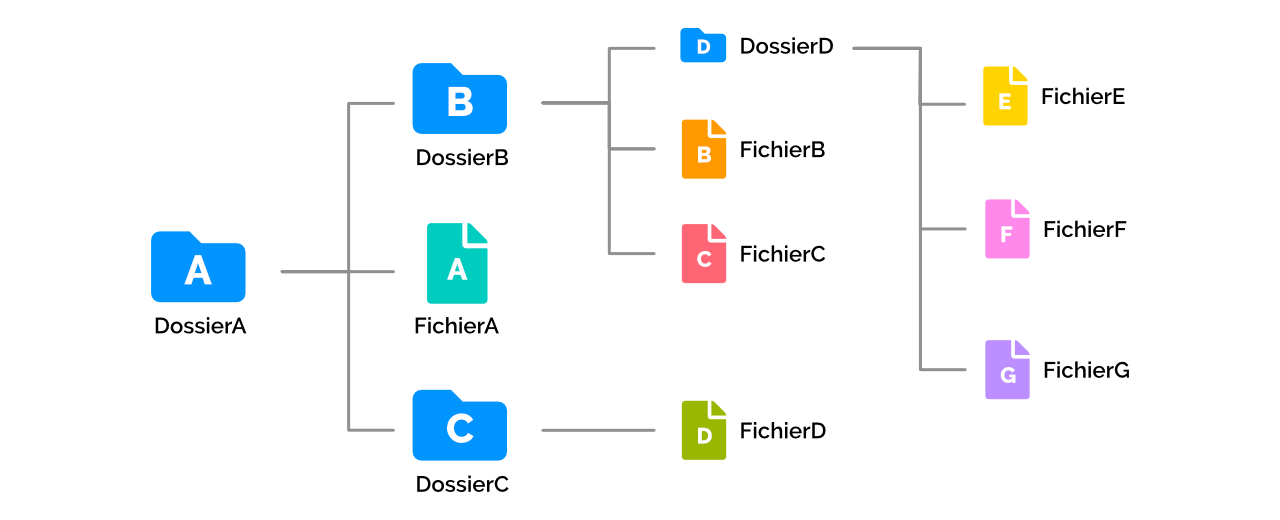 D DossierD
E FichierE
B
DossierB
B FichierB
A
FichierA
C FichierC
F FichierF
A
DossierA
G FichierG
C
DossierC
D FichierD